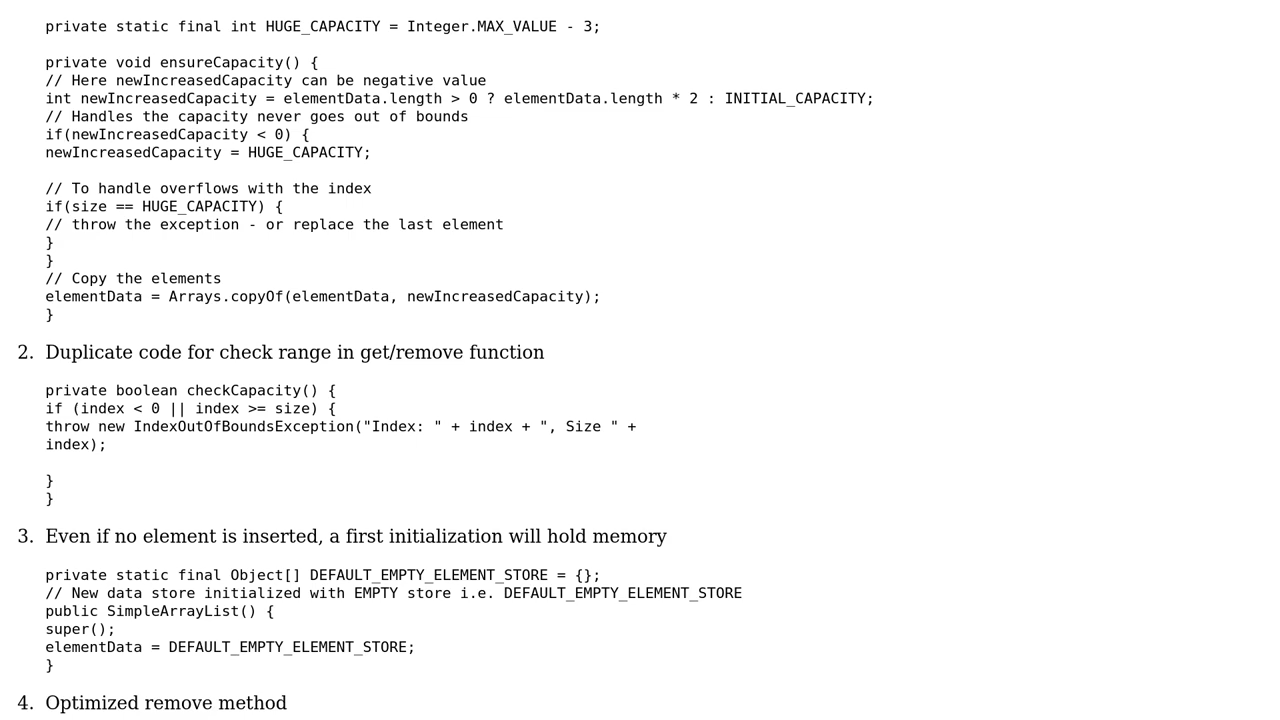 private static final int HUGE_CAPACITY = Integer.MAX_VALUE - 3;
private void ensureCapacity() {
// Here newIncreasedCapacity can be negative value
int newIncreasedCapacity = elementData.length > 0 ? elementData.length * 2 : INITIAL_CAPACITY;
// Handles the capacity never goes out of bounds
if(newIncreasedCapacity < 0) {
newIncreasedCapacity = HUGE_CAPACITY;
// To handle overflows with the index
if(size == HUGE_CAPACITY) {
// throw the exception - or replace the last element
}
}
// Copy the elements
elementData = Arrays.copyOf(elementData, newIncreasedCapacity);
}
2. Duplicate code for check range in get/remove function
private boolean checkCapacity() {
if (index < 0 || index >= size) {
throw new IndexOutOfBoundsException("Index: " + index + ", Size " +
index);
}
}
3. Even if no element is inserted, a first initialization will hold memory
private static final Object[] DEFAULT_EMPTY_ELEMENT_STORE = {};
// New data store initialized with EMPTY store i.e. DEFAULT_EMPTY_ELEMENT_STORE
public SimpleArrayList() {
super();
elementData = DEFAULT_EMPTY_ELEMENT_STORE;
}
4. Optimized remove method